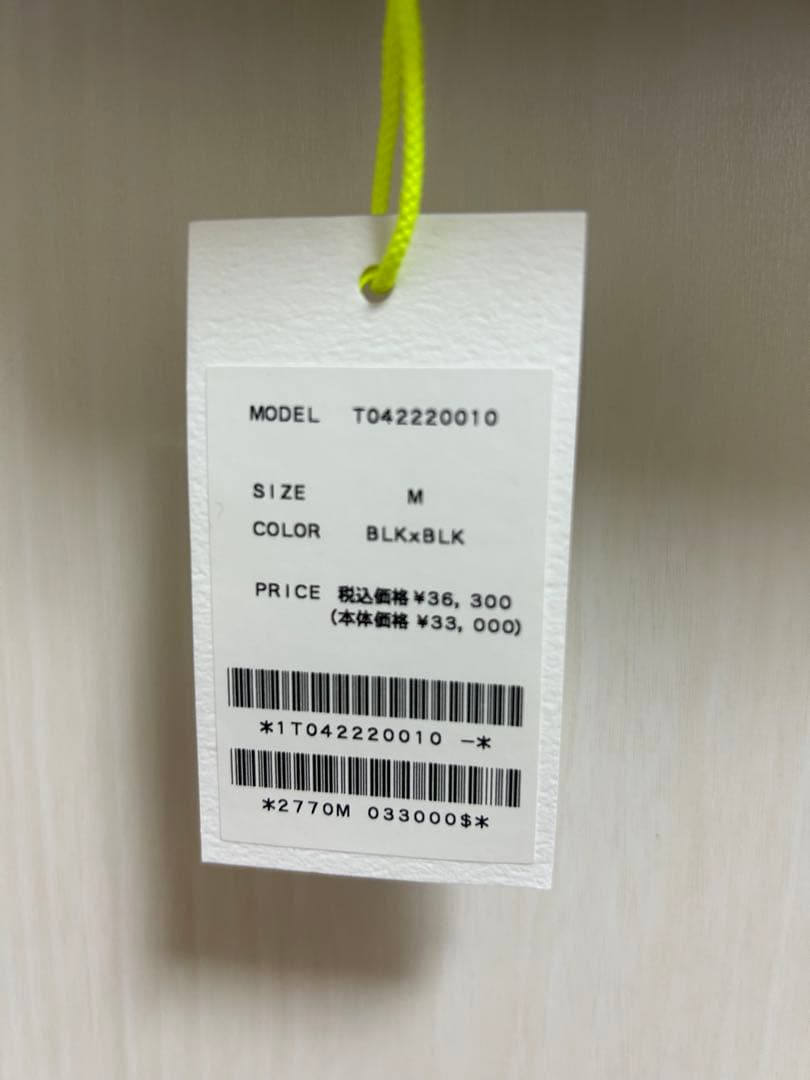 MODEL T042220010
SIZE M
COLOR BLKxBLK
PRICE 税込価格¥36,300
(本体価格 ¥33,000)
*1T042220010 -*
*2770M 033000$*